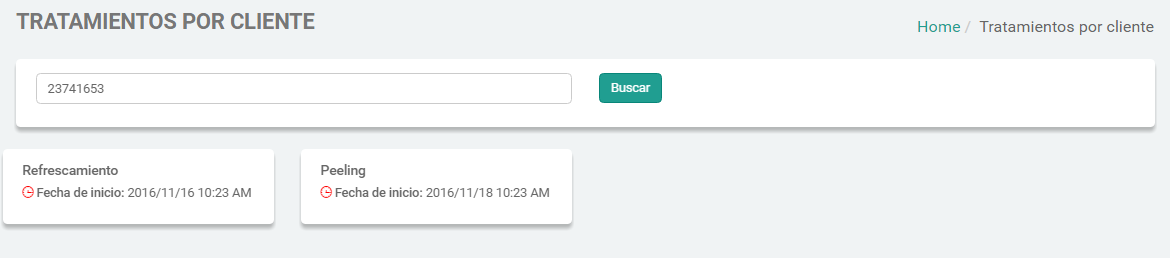 TRATAMIENTOS POR CLIENTE
Home / Tratamientos por cliente
23741653
Buscar
Refrescamiento
Fecha de inicio: 2016/11/16 10:23 AM
Peeling
Fecha de inicio: 2016/11/18 10:23 AM